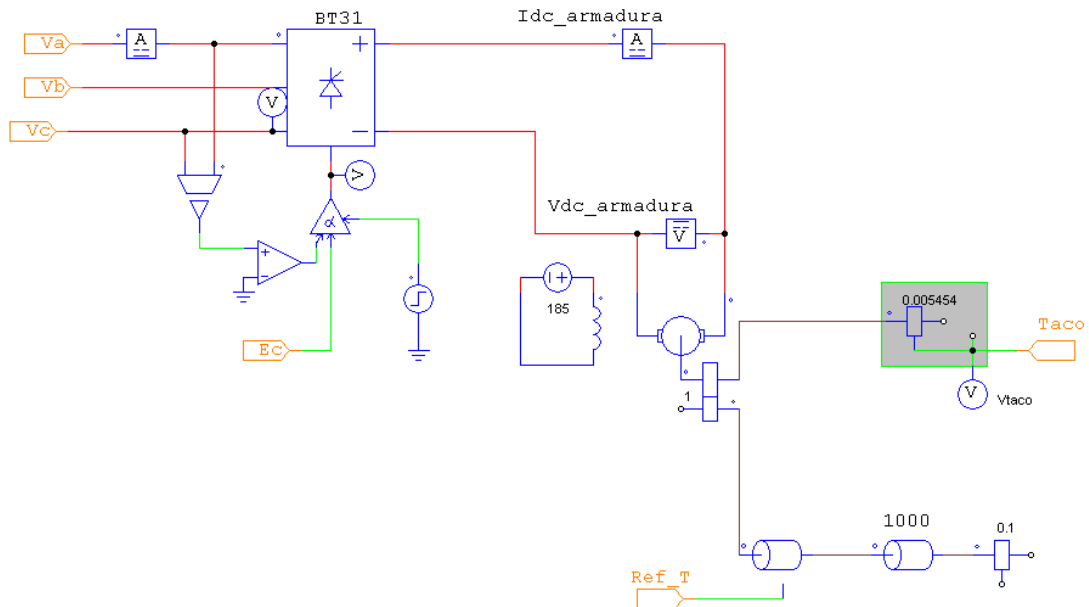 BT31
Idc_armadura
Va
A
A
Vb
V
Vc
V
Vdc_armadura
V
α
185
0.005454
Taco
Ec
V
Vtaco
1
1000
0.1
Ref_T